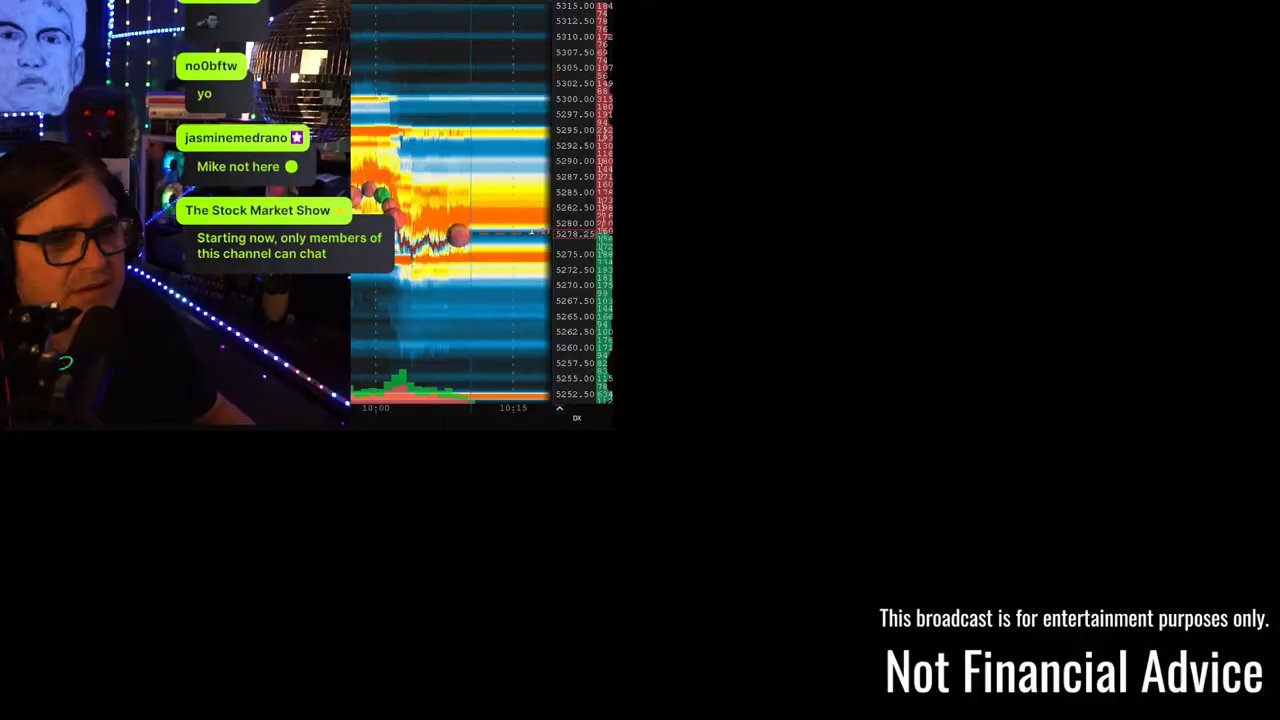 no0bftw
yo
jasminemedrano
Mike not here
The Stock Market Show
Starting now, only members of
this channel can chat
5315.00
5312.50
5310.00
5307.50
5305.00
5302.50
5300.00
5297.50
5295.00
5292.50
5290.00
5287.50
5285.00
5282.50
5280.00
5278.25
5275.00
5272.50
5270.00
5267.50
5265.00
5262.50
5260.00
5257.50
5255.00
5252.50
10:00
10:15
DX
This broadcast is for entertainment purposes only.
Not Financial Advice